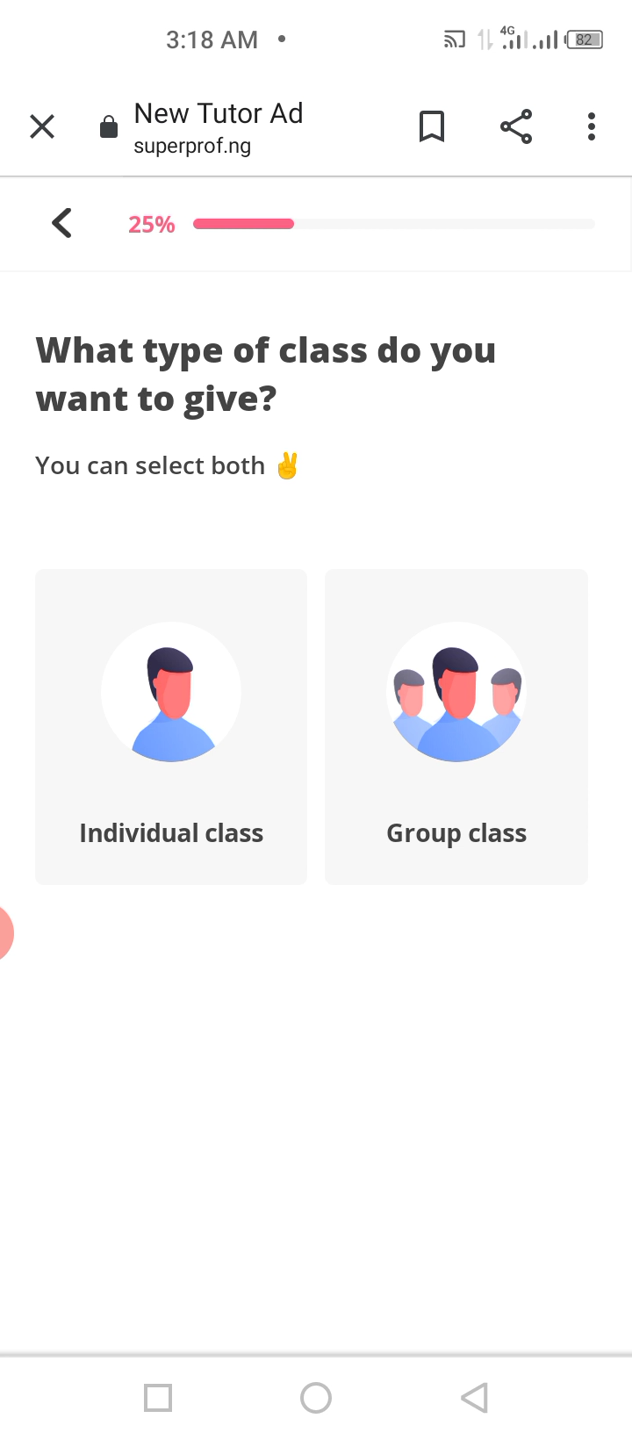 3:18 AM
4G
82
New Tutor Ad
superprof.ng
25%
What type of class do you
want to give?
You can select both ✌
Individual class
Group class